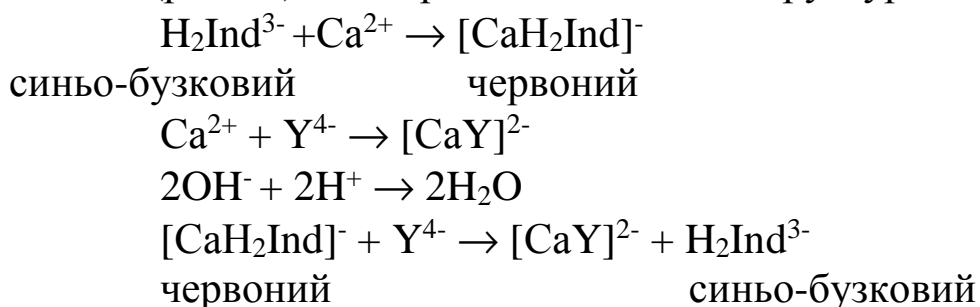 H₂Ind³⁻ +Ca²⁺ → [CaH₂Ind]⁻
синьо-бузковий червоний
Ca²⁺ + Y⁴⁻ → [CaY]²⁻
2OH⁻ + 2H⁺ → 2H₂O
[CaH₂Ind]⁻ + Y⁴⁻ → [CaY]²⁻ + H₂Ind³⁻
червоний синьо-бузковий